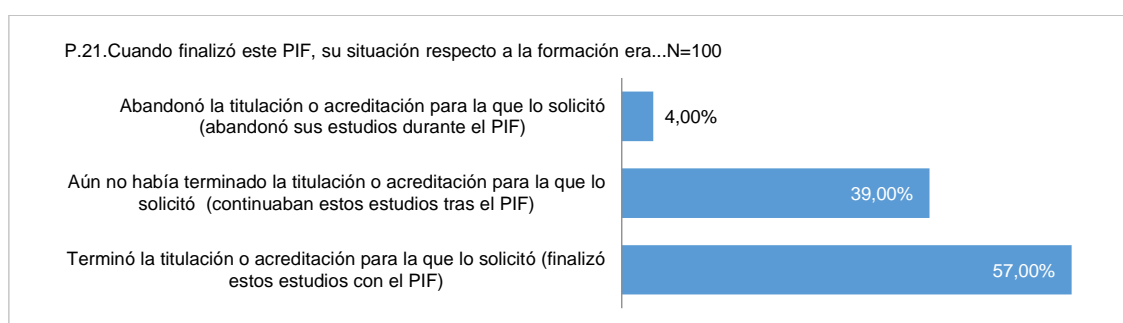 P.21.Cuando finalizó este PIF, su situación respecto a la formación era...N=100
Abandonó la titulación o acreditación para la que lo solicitó
(abandonó sus estudios durante el PIF)
4,00%
Aún no había terminado la titulación o acreditación para la que lo
solicitó  (continuaban estos estudios tras el PIF)
39,00%
Terminó la titulación o acreditación para la que lo solicitó (finalizó
estos estudios con el PIF)
57,00%